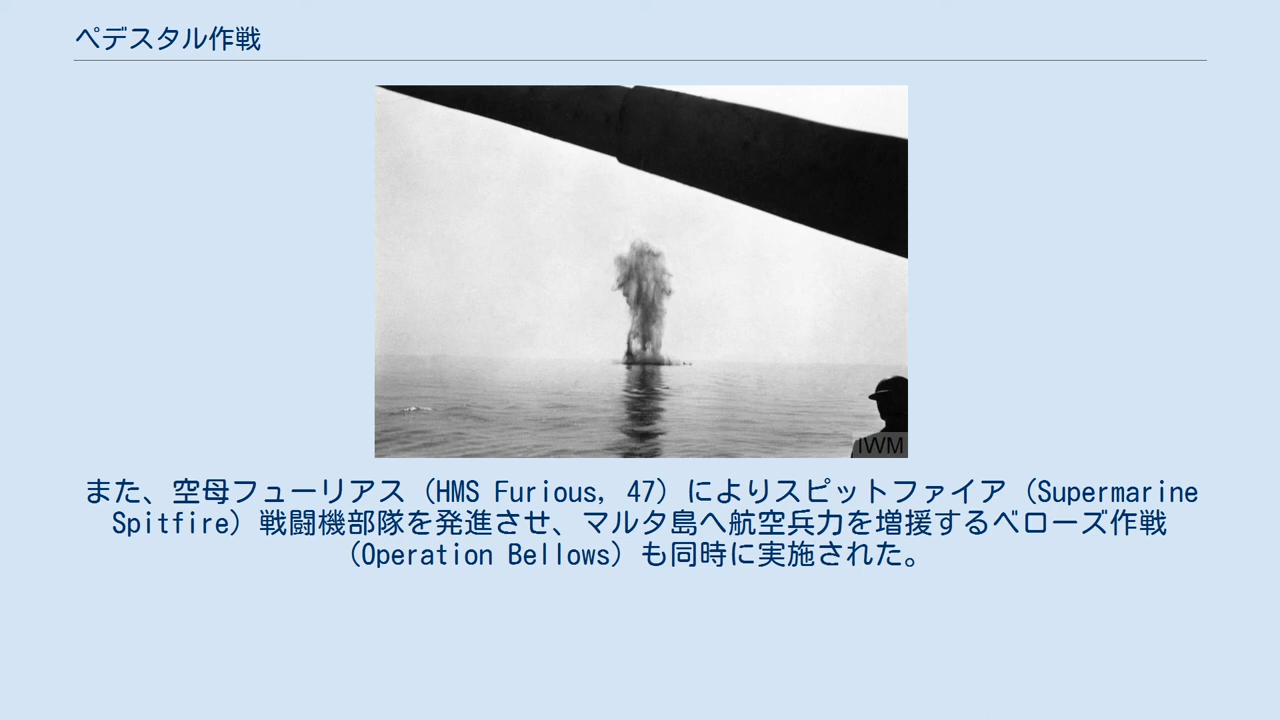 ペデスタル作戦
IWM
また、空母フューリアス（HMS Furious, 47）によりスピットファイア（Supermarine
Spitfire）戦闘機部隊を発進させ、マルタ島へ航空兵力を増援するベローズ作戦
（Operation Bellows）も同時に実施された。